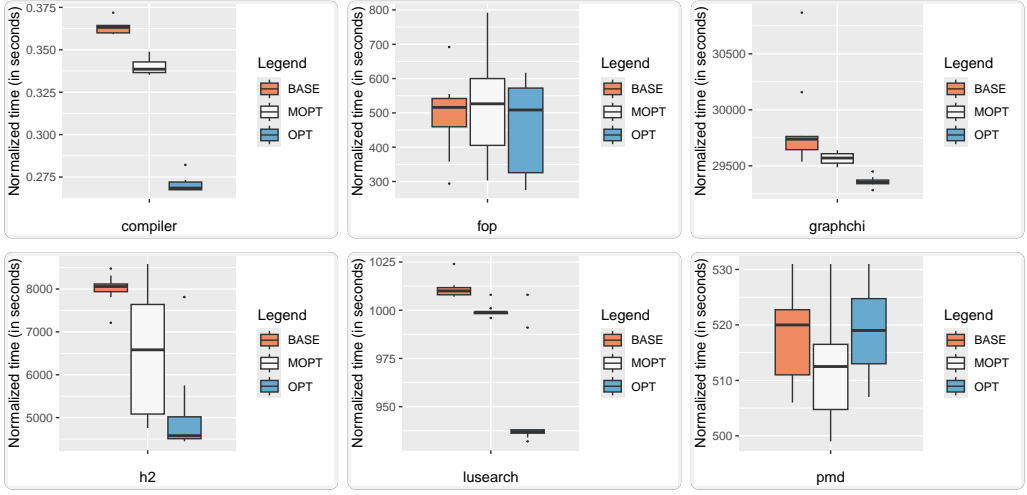 Normalized time (in seconds)
0.375
0.350
0.325
0.300
0.275
compiler
Legend
BASE
MOPT
OPT
Normalized time (in seconds)
800
700
600
500
400
300
fop
Legend
BASE
MOPT
OPT
Normalized time (in seconds)
30500
30000
29500
graphchi
Legend
BASE
MOPT
OPT
Normalized time (in seconds)
8000
7000
6000
5000
h2
Legend
BASE
MOPT
OPT
Normalized time (in seconds)
1025
1000
975
950
lusearch
Legend
BASE
MOPT
OPT
Normalized time (in seconds)
530
520
510
500
pmd
Legend
BASE
MOPT
OPT